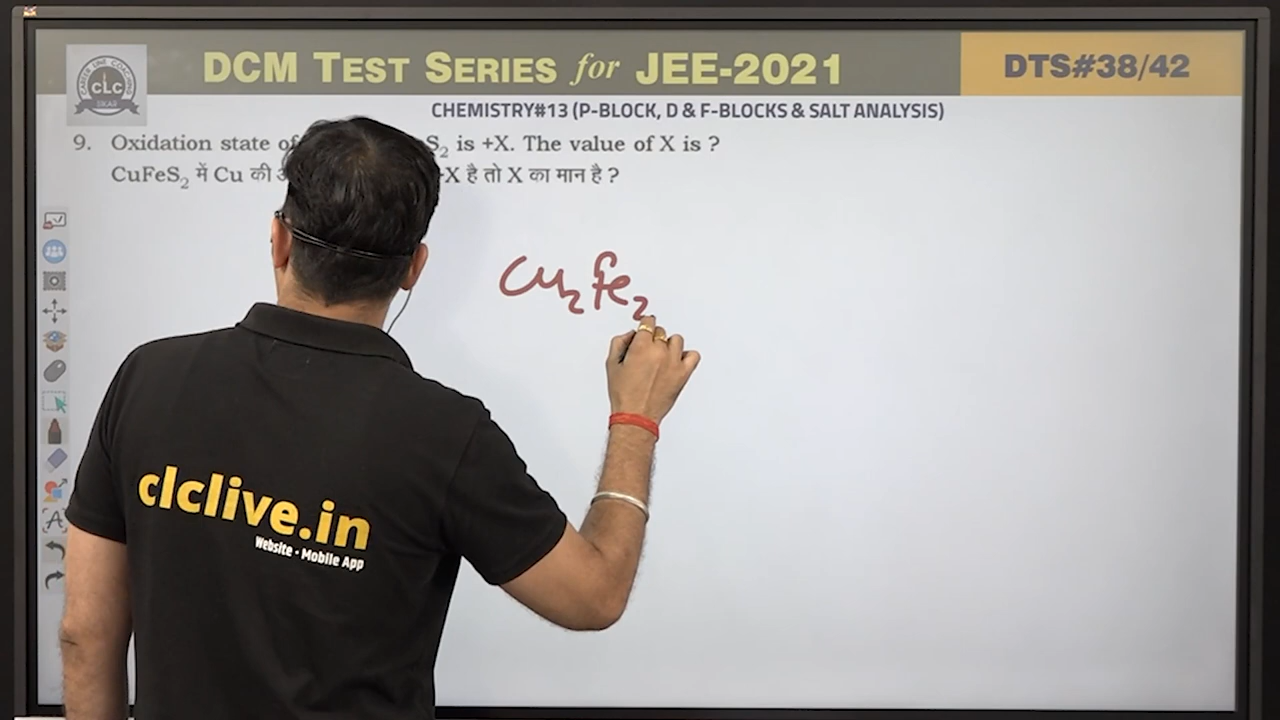 DCM TEST SERIES for JEE-2021
DTS#38/42
CLC
SIKAR
CHEMISTRY#13 (P-BLOCK, D & F-BLOCKS & SALT ANALYSIS)
9. Oxidation state of S₂ is +X. The value of X is ?
CuFeS₂ में Cu की X है तो X का मान है ?
Cu₂Fe₂
clclive.in
Website • Mobile App